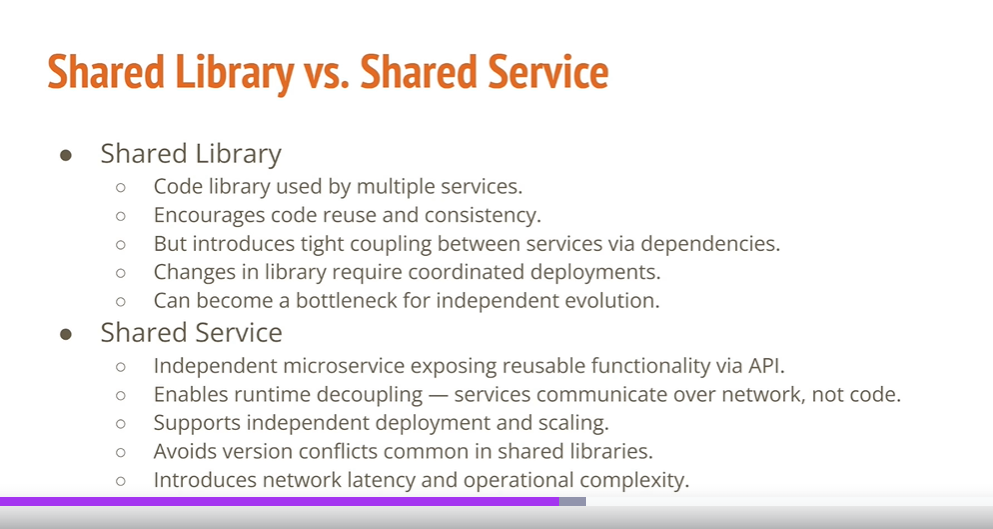 Shared Library vs. Shared Service
● Shared Library
○ Code library used by multiple services.
○ Encourages code reuse and consistency.
○ But introduces tight coupling between services via dependencies.
○ Changes in library require coordinated deployments.
○ Can become a bottleneck for independent evolution.
● Shared Service
○ Independent microservice exposing reusable functionality via API.
○ Enables runtime decoupling — services communicate over network, not code.
○ Supports independent deployment and scaling.
○ Avoids version conflicts common in shared libraries.
○ Introduces network latency and operational complexity.